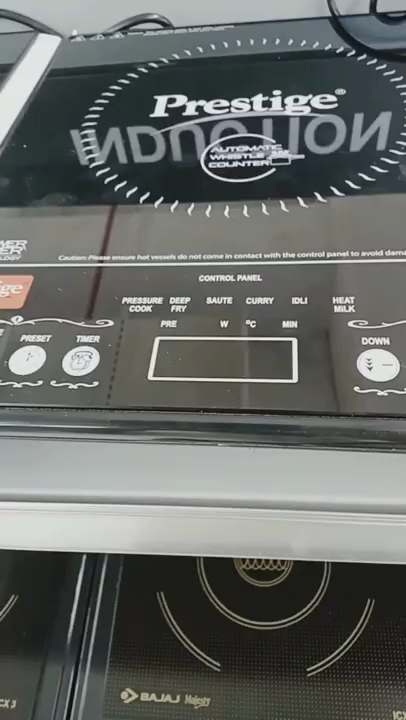 Prestige®
INDUCTION
AUTOMATIC
WHISTLE
COUNTER
Caution: Please ensure hot vessels do not come in contact with the control panel to avoid
CONTROL PANEL
PRESSURE COOK DEEP FRY SAUTE CURRY IDLI HEAT MILK
PRE W °C MIN
PRESET TIMER DOWN
BAJAJ Majesty